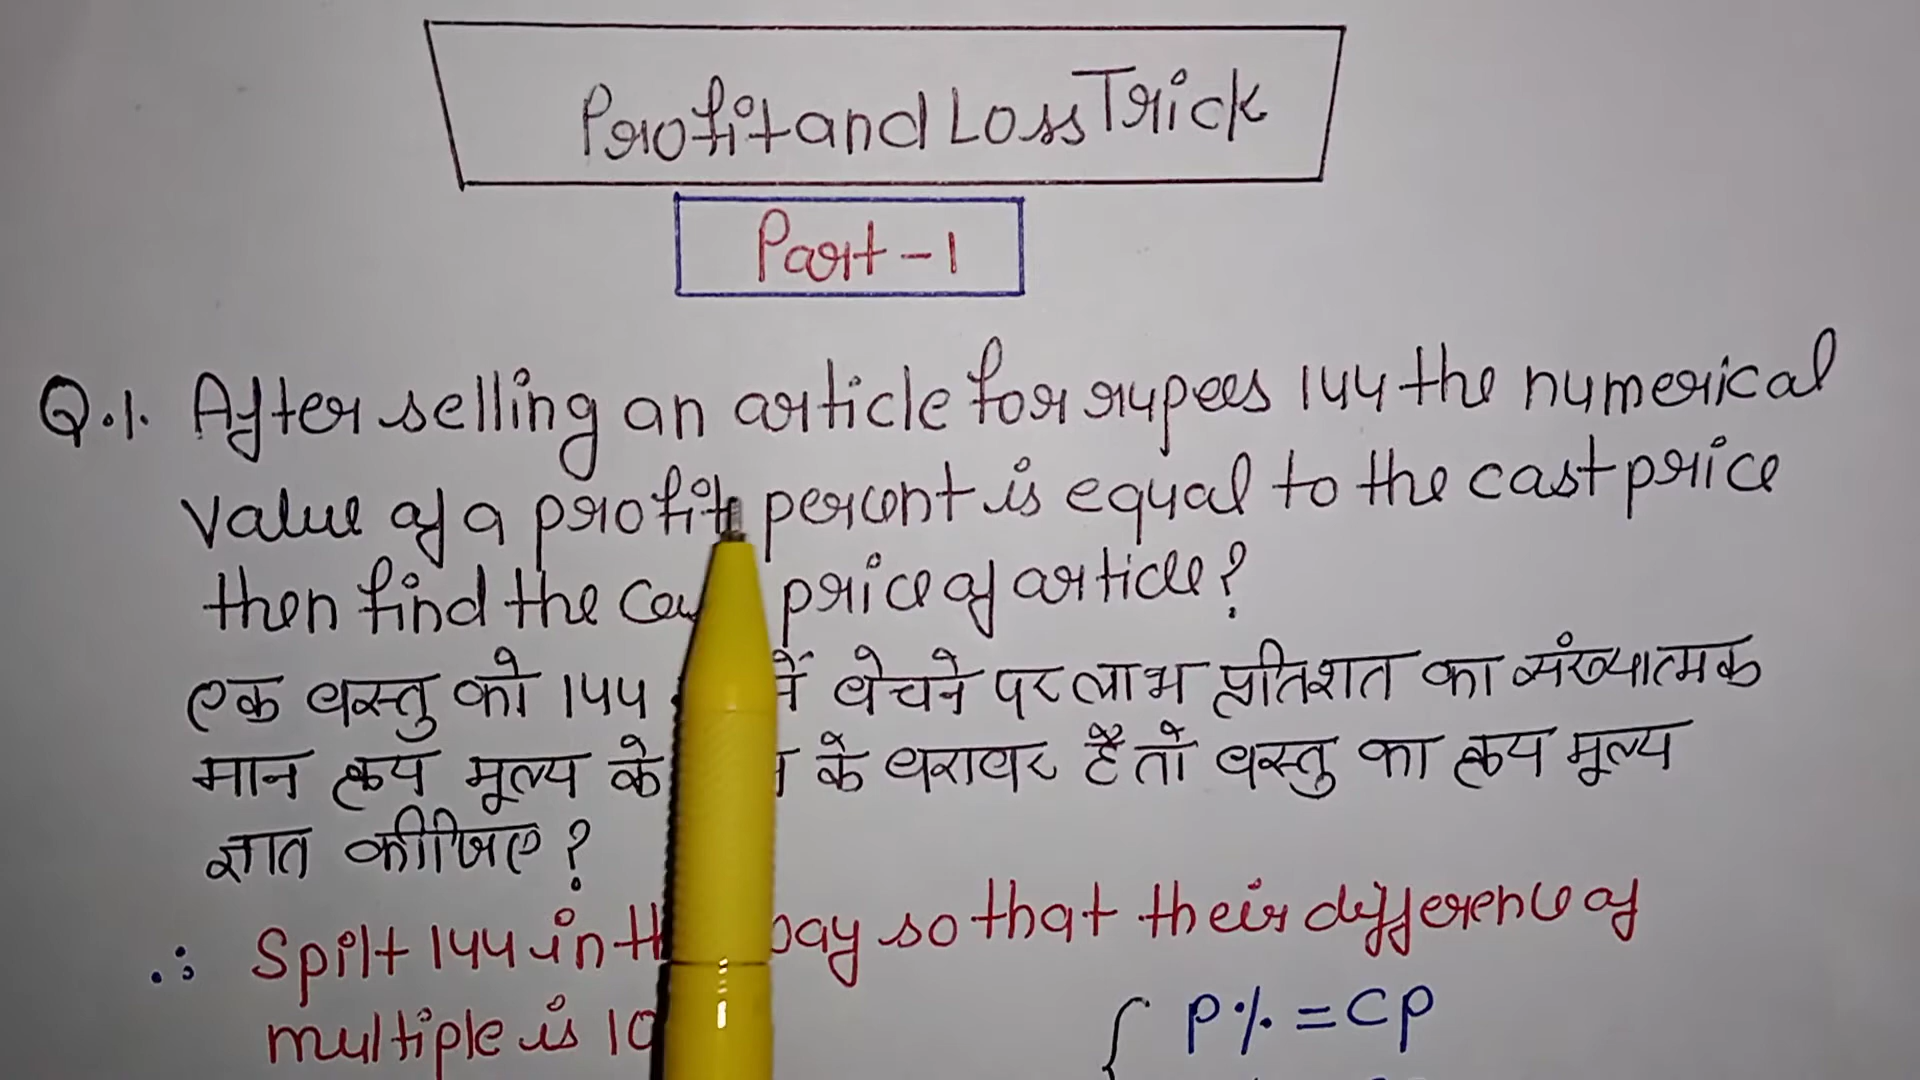 Profit and Loss Trick
Part-1
Q.1. After selling an article for rupees 144 the numerical
value of a profit percent is equal to the cast price
then find the price of article?
एक वस्तु को 144 में बेचने पर लाभ प्रतिशत का संख्यात्मक
मान क्रय मूल्य के के बराबर है तो वस्तु का क्रय मूल्य
ज्ञात कीजिए?
∴ Spilt 144 in so that their difference of
multiple is
P% = CP